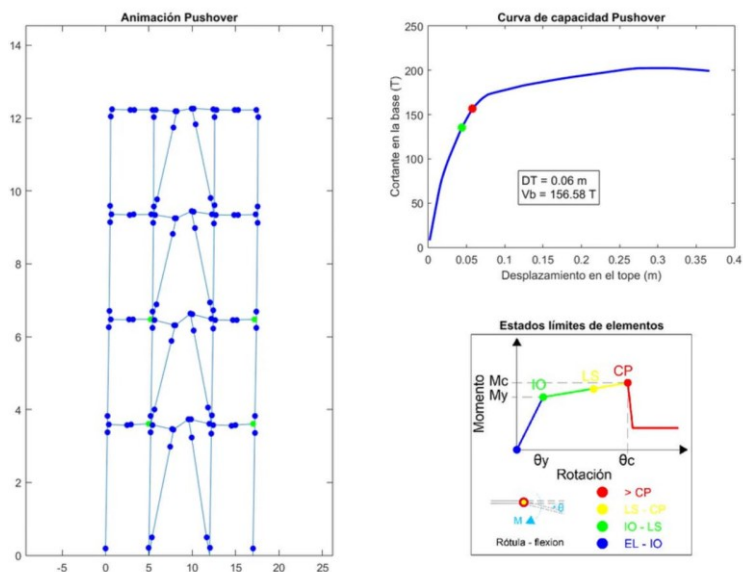 Animación Pushover
14
12
10
8
6
4
2
0
-5 0 5 10 15 20 25
Curva de capacidad Pushover
Cortante en la base (T)
250
200
150
100
50
0
DT = 0.06 m
Vb = 156.58 T
0 0.05 0.1 0.15 0.2 0.25 0.3 0.35 0.4
Desplazamiento en el tope (m)
Estados límites de elementos
Momento
Mc
My
IO
LS
CP
θy
θc
Rotación
θ
M
Rótula - flexion
> CP
LS - CP
IO - LS
EL - IO